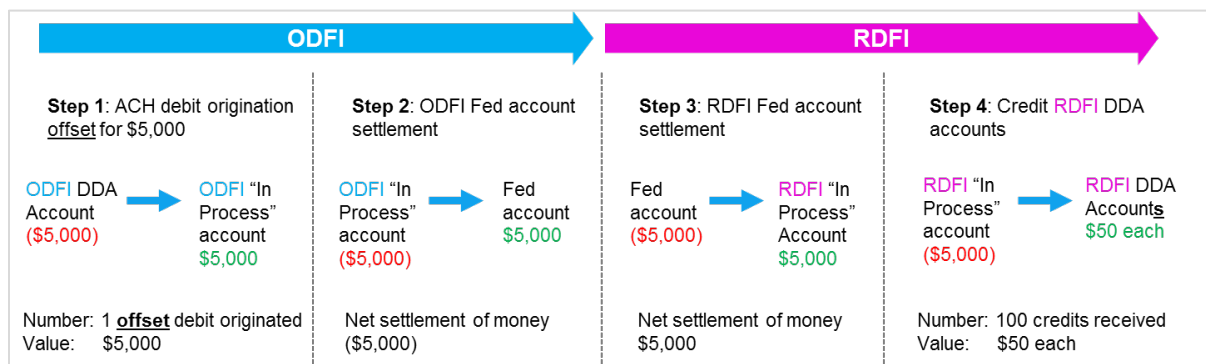 ODFI
RDFI
Step 1: ACH debit origination
offset for $5,000
ODFI DDA
Account
($5,000)
ODFI “In
Process”
account
$5,000
Number: 1 offset debit originated
Value: $5,000
Step 2: ODFI Fed account
settlement
ODFI “In
Process”
account
($5,000)
Fed
account
$5,000
Net settlement of money
($5,000)
Step 3: RDFI Fed account
settlement
Fed
account
($5,000)
RDFI “In
Process”
Account
$5,000
Net settlement of money
$5,000
Step 4: Credit RDFI DDA
accounts
RDFI “In
Process”
account
($5,000)
RDFI DDA
Accounts
$50 each
Number: 100 credits received
Value: $50 each